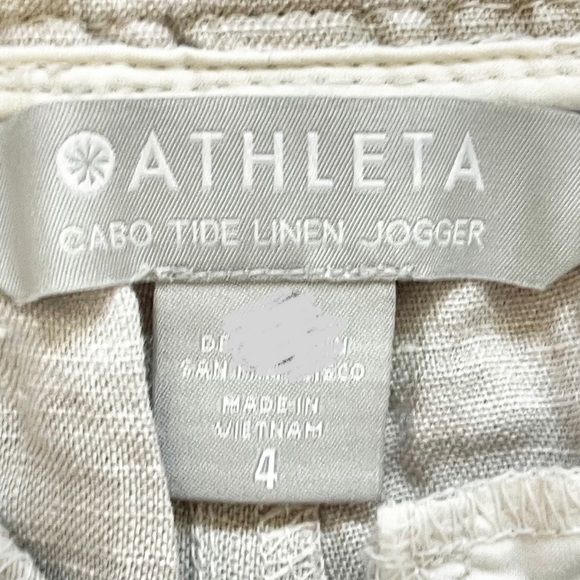 ATHLETA
CABO TIDE LINEN JOGGER
MADE IN
VIETNAM
4